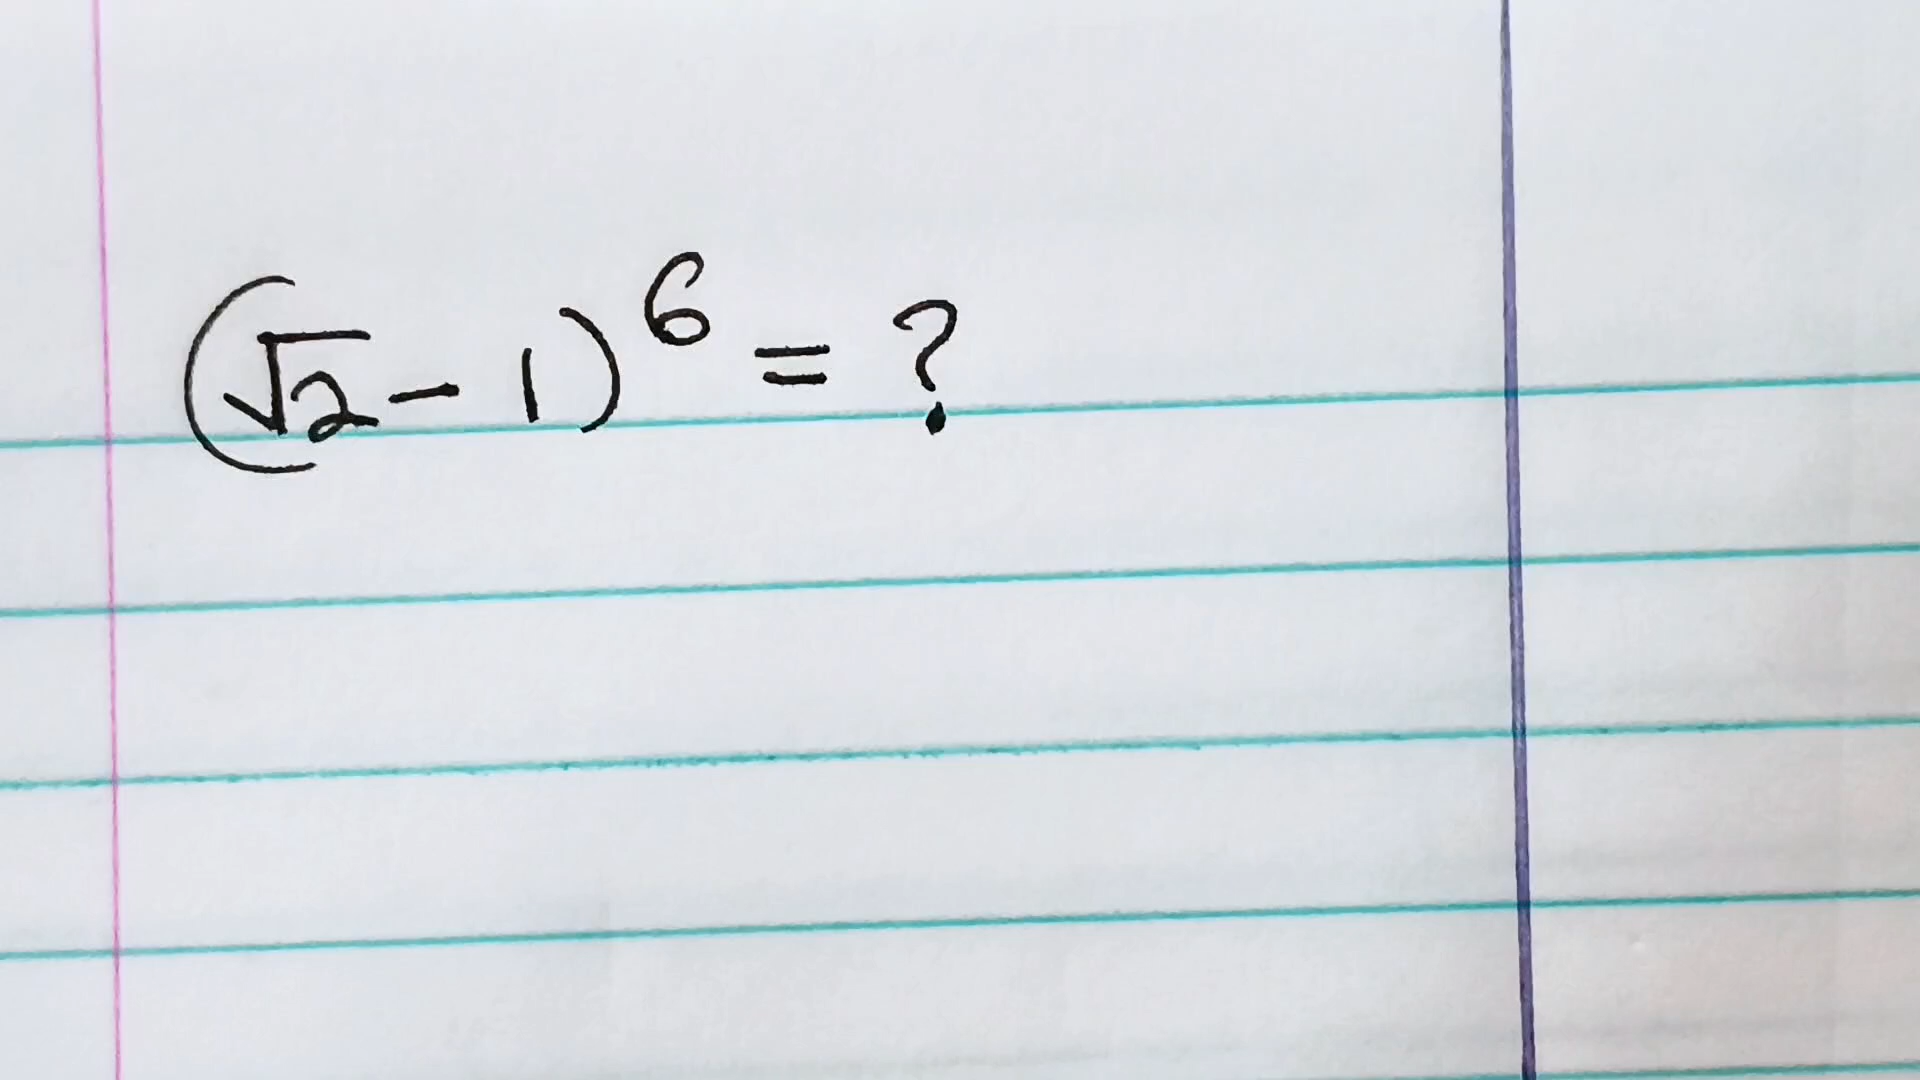 (√2 - 1)⁶ = ?